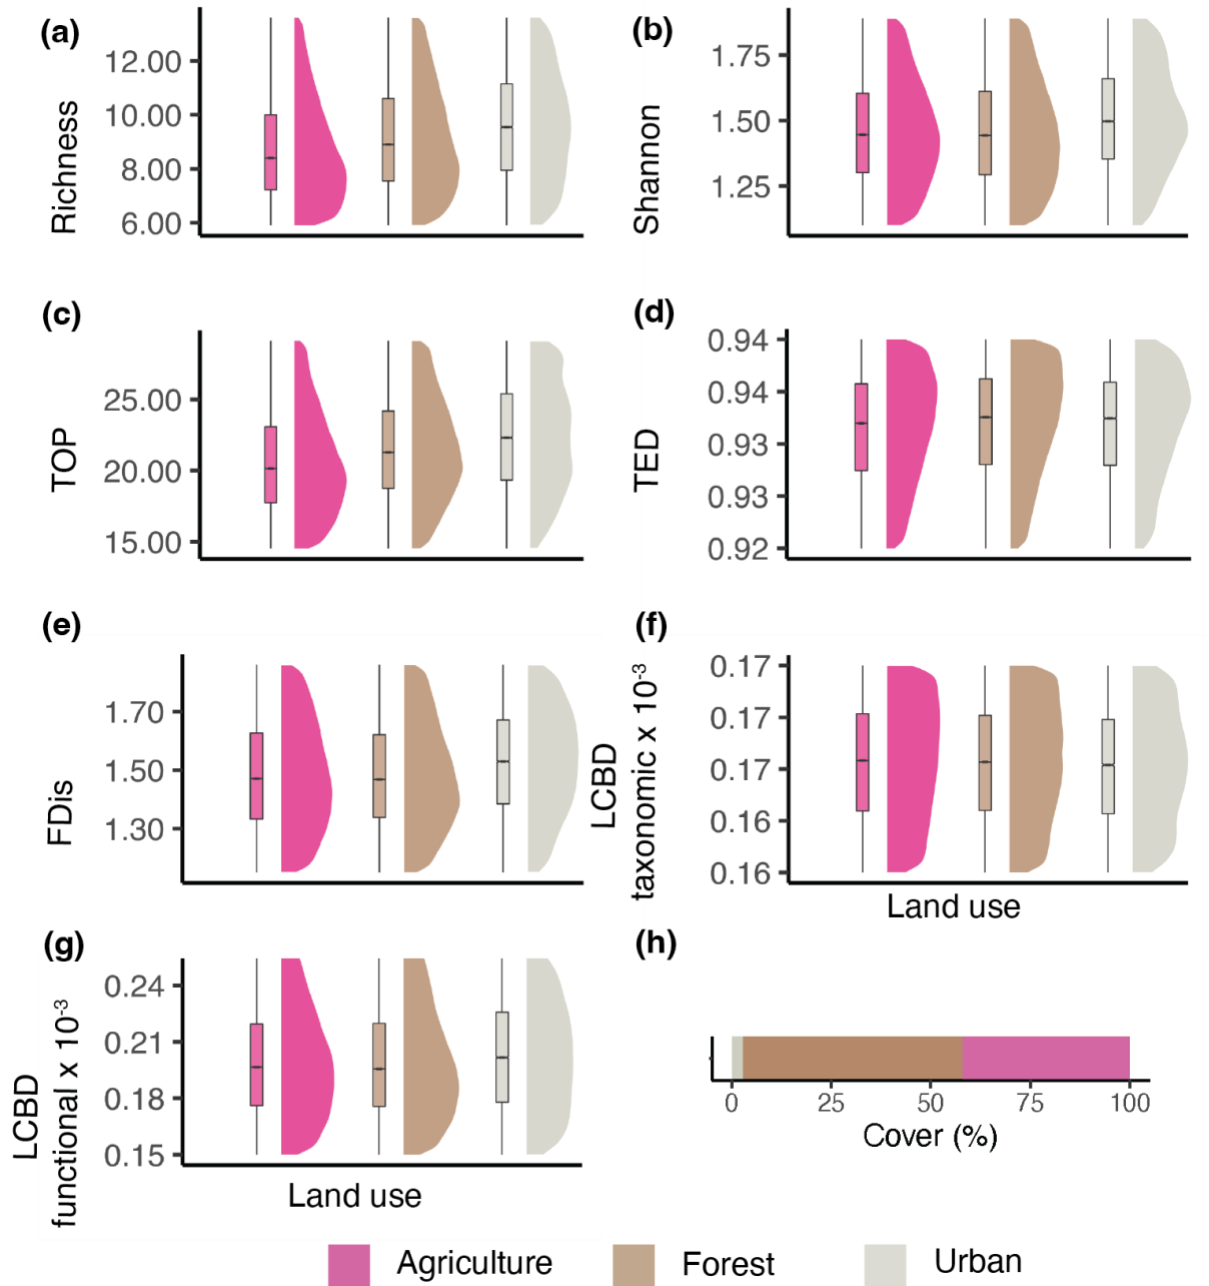 (a)
12.00
10.00
8.00
6.00
Richness
(b)
1.75
1.50
1.25
Shannon
(c)
25.00
20.00
15.00
TOP
(d)
0.94
0.94
0.93
0.93
0.92
TED
(e)
1.70
1.50
1.30
FDis
(f)
0.17
0.17
0.17
0.16
0.16
LCBD
taxonomic x 10⁻³
Land use
(g)
0.24
0.21
0.18
0.15
LCBD
functional x 10⁻³
Land use
(h)
0 25 50 75 100
Cover (%)
Agriculture Forest Urban